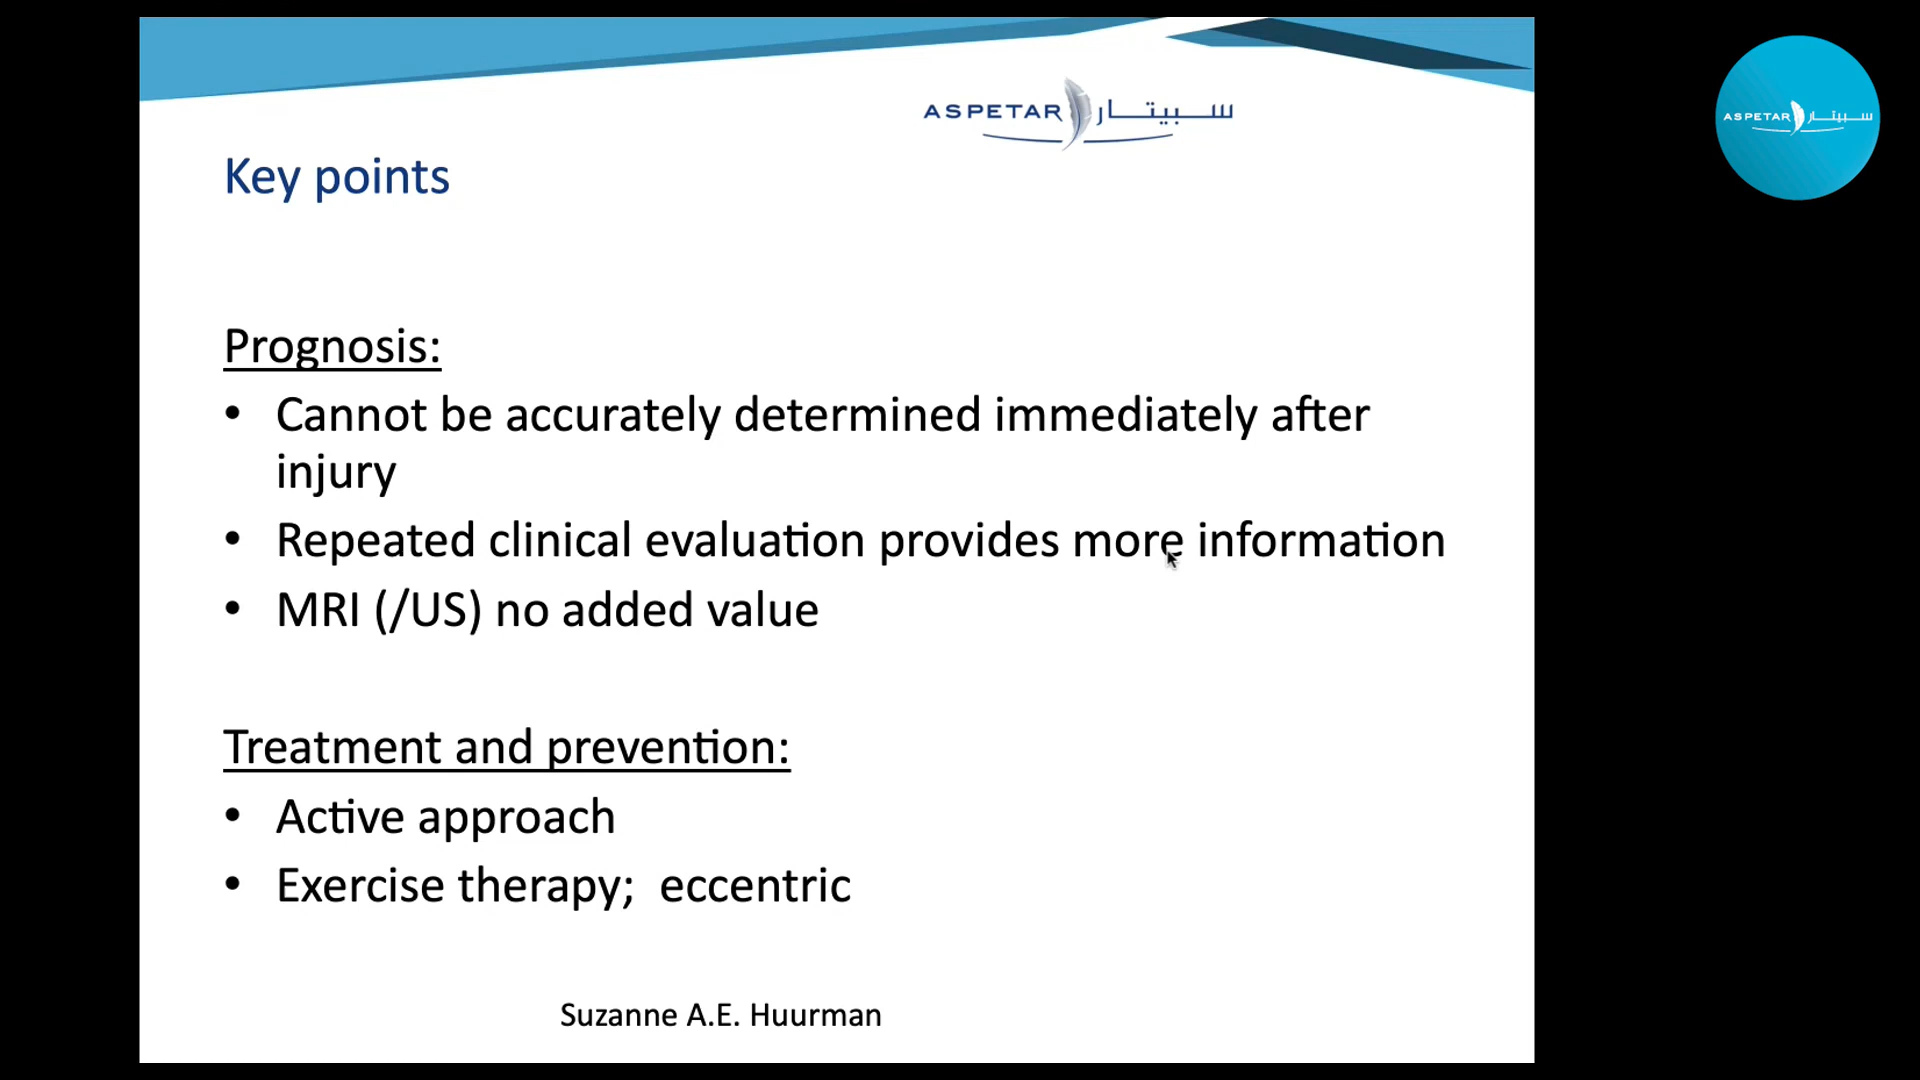 ASPETAR سبيتار
ASPETAR سبيتار
Key points
Prognosis:
• Cannot be accurately determined immediately after
injury
• Repeated clinical evaluation provides more information
• MRI (/US) no added value
Treatment and prevention:
• Active approach
• Exercise therapy;  eccentric
Suzanne A.E. Huurman